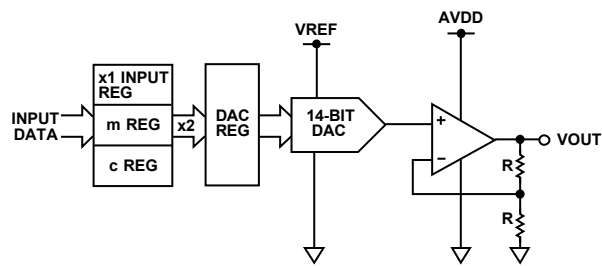 VREF
AVDD
x1 INPUT
REG
INPUT
DATA
m REG
x2
DAC
REG
14-BIT
DAC
+
−
VOUT
R
c REG
R